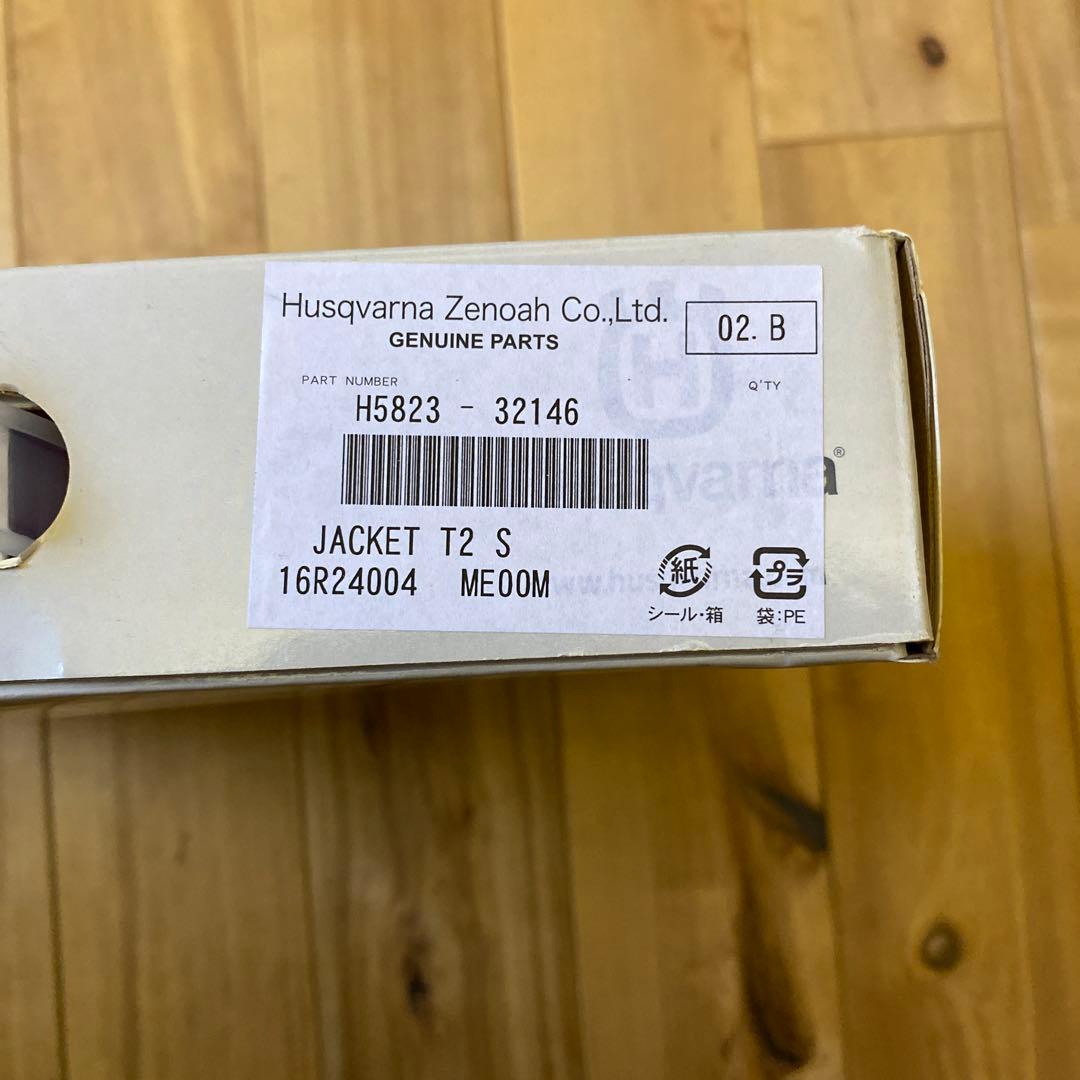 Husqvarna Zenoah Co.,Ltd.
GENUINE PARTS
02. B
PART NUMBER
Q'TY
H5823 - 32146
qvarna®
JACKET T2 S
16R24004 ME00M
紙
プラ
シール・箱
袋:PE